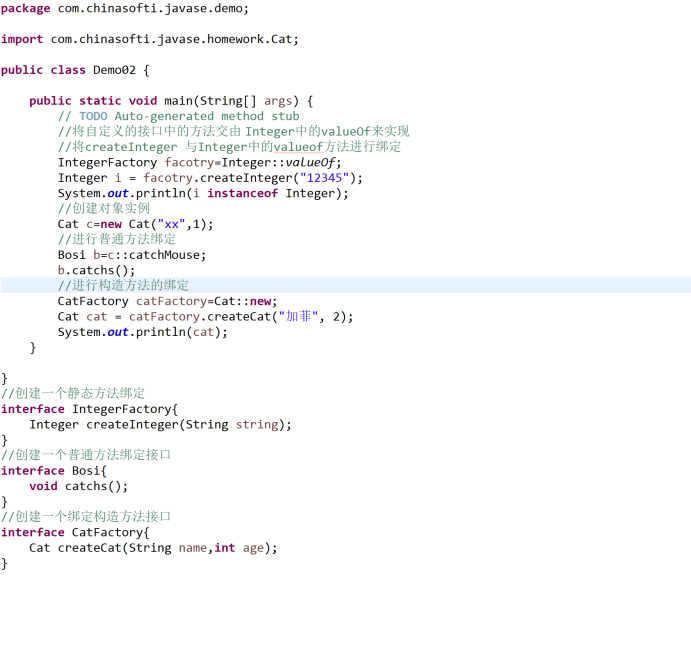 package com.chinasofti.javase.demo;
import com.chinasofti.javase.homework.Cat;
public class Demo02 {
public static void main(String[] args) {
// TODO Auto-generated method stub
//将自定义的接口中的方法交由 Integer中的valueOf来实现
//将createInteger 与Integer中的valueof方法进行绑定
IntegerFactory facotry=Integer::valueOf;
Integer i = facotry.createInteger("12345");
System.out.println(i instanceof Integer);
//创建对象实例
Cat c=new Cat("xx",1);
//进行普通方法绑定
Bosi b=c::catchMouse;
b.catchs();
//进行构造方法的绑定
CatFactory catFactory=Cat::new;
Cat cat = catFactory.createCat("加菲", 2);
System.out.println(cat);
}
}
//创建一个静态方法绑定
interface IntegerFactory{
Integer createInteger(String string);
}
//创建一个普通方法绑定接口
interface Bosi{
void catchs();
}
//创建一个绑定构造方法接口
interface CatFactory{
Cat createCat(String name,int age);
}